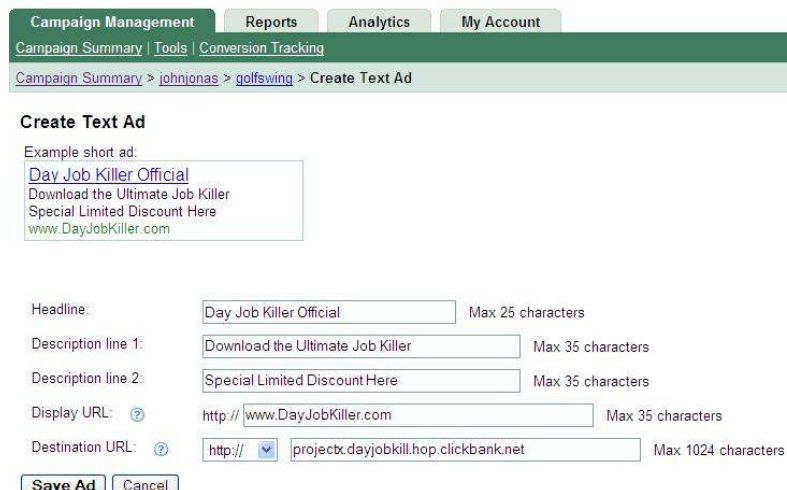 Campaign Management Reports Analytics My Account
Campaign Summary | Tools | Conversion Tracking
Campaign Summary > johnjonas > golfswing > Create Text Ad
Create Text Ad
Example short ad:
Day Job Killer Official
Download the Ultimate Job Killer
Special Limited Discount Here
www.DayJobKiller.com
Headline: Day Job Killer Official Max 25 characters
Description line 1: Download the Ultimate Job Killer Max 35 characters
Description line 2: Special Limited Discount Here Max 35 characters
Display URL: ? http:// www.DayJobKiller.com Max 35 characters
Destination URL: ? http:// projectx.dayjobkill.hop.clickbank.net Max 1024 characters
Save Ad Cancel